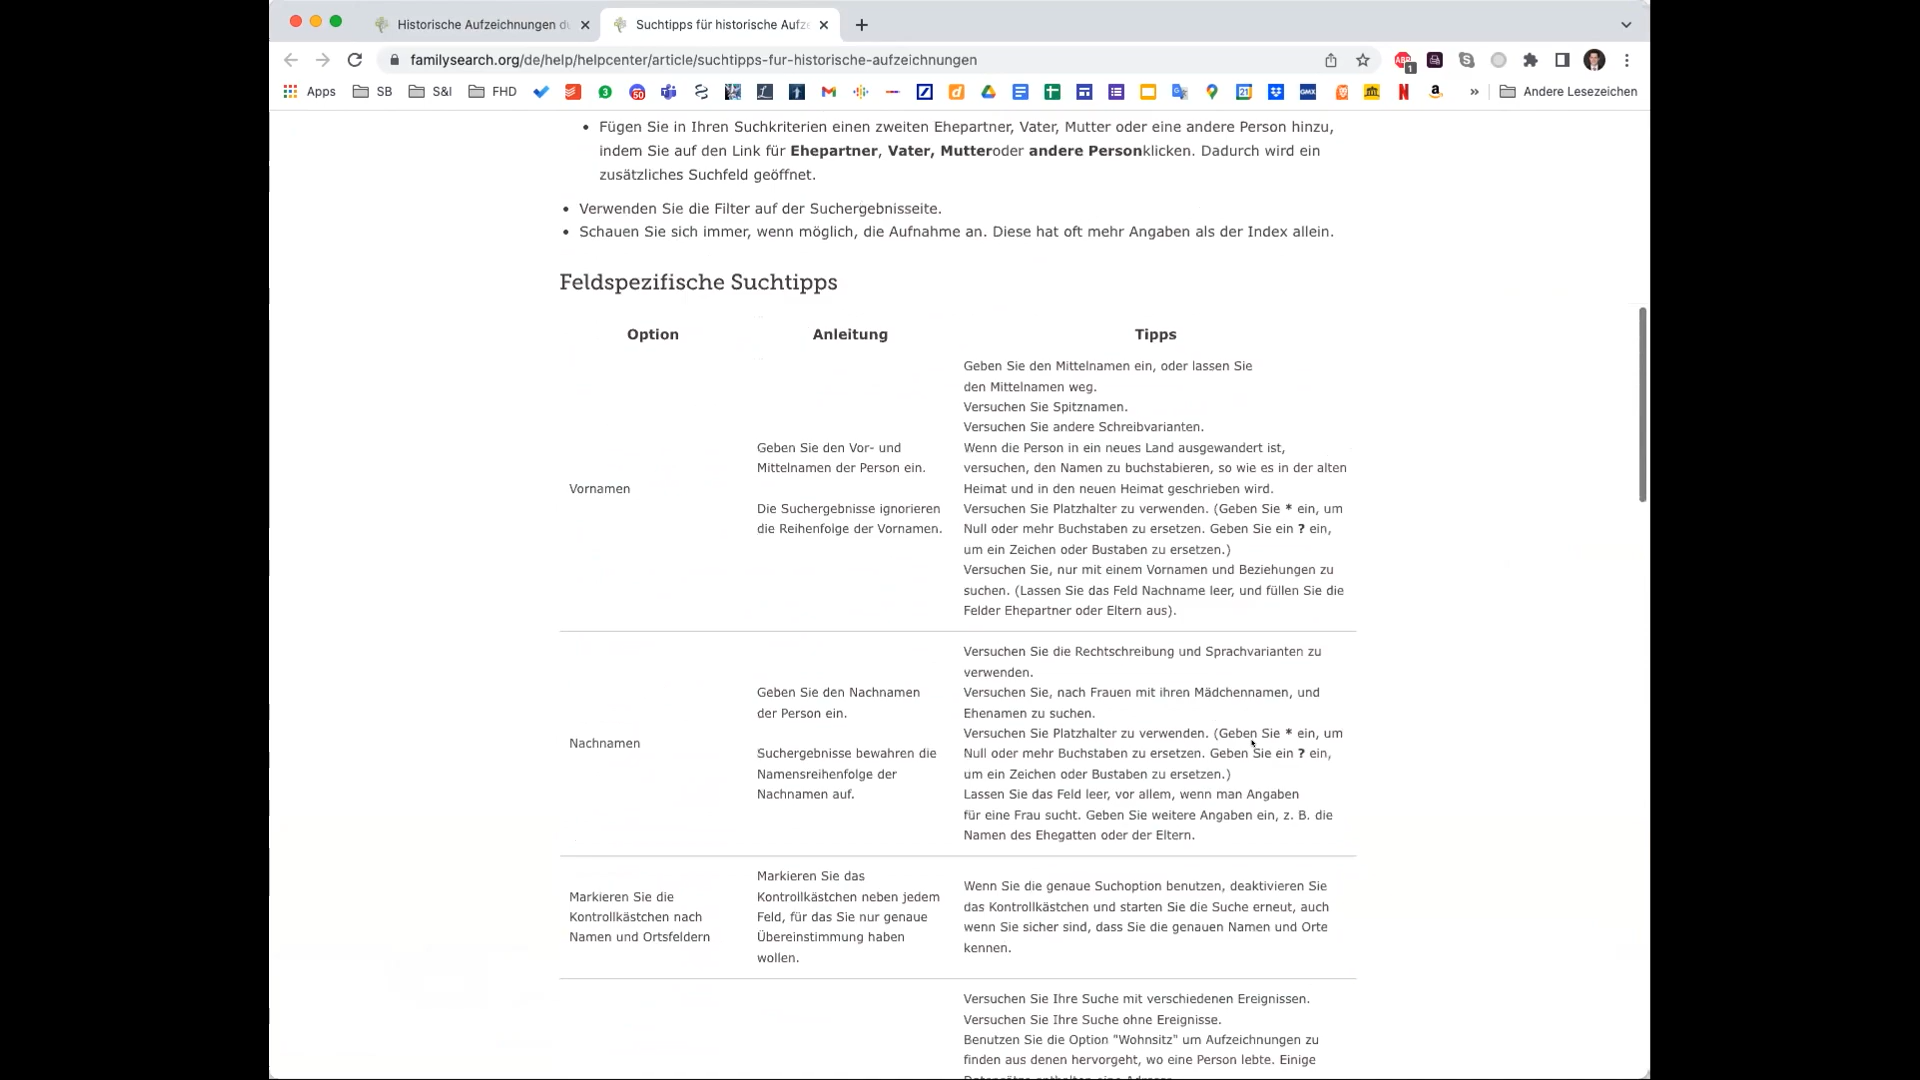 Historische Aufzeichnungen du
Suchtipps für historische Aufze
familysearch.org/de/help/helpcenter/article/suchtipps-fur-historische-aufzeichnungen
Apps SB S&I FHD Andere Lesezeichen
Fügen Sie in Ihren Suchkriterien einen zweiten Ehepartner, Vater, Mutter oder eine andere Person hinzu,
indem Sie auf den Link für Ehepartner, Vater, Mutteroder andere Personklicken. Dadurch wird ein
zusätzliches Suchfeld geöffnet.
Verwenden Sie die Filter auf der Suchergebnisseite.
Schauen Sie sich immer, wenn möglich, die Aufnahme an. Diese hat oft mehr Angaben als der Index allein.
Feldspezifische Suchtipps
Option Anleitung Tipps
Vornamen
Geben Sie den Vor- und
Mittelnamen der Person ein.
Die Suchergebnisse ignorieren
die Reihenfolge der Vornamen.
Geben Sie den Mittelnamen ein, oder lassen Sie
den Mittelnamen weg.
Versuchen Sie Spitznamen.
Versuchen Sie andere Schreibvarianten.
Wenn die Person in ein neues Land ausgewandert ist,
versuchen, den Namen zu buchstabieren, so wie es in der alten
Heimat und in den neuen Heimat geschrieben wird.
Versuchen Sie Platzhalter zu verwenden. (Geben Sie * ein, um
Null oder mehr Buchstaben zu ersetzen. Geben Sie ein ? ein,
um ein Zeichen oder Bustaben zu ersetzen.)
Versuchen Sie, nur mit einem Vornamen und Beziehungen zu
suchen. (Lassen Sie das Feld Nachname leer, und füllen Sie die
Felder Ehepartner oder Eltern aus).
Nachnamen
Geben Sie den Nachnamen
der Person ein.
Suchergebnisse bewahren die
Namensreihenfolge der
Nachnamen auf.
Versuchen Sie die Rechtschreibung und Sprachvarianten zu
verwenden.
Versuchen Sie, nach Frauen mit ihren Mädchennamen, und
Ehenamen zu suchen.
Versuchen Sie Platzhalter zu verwenden. (Geben Sie * ein, um
Null oder mehr Buchstaben zu ersetzen. Geben Sie ein ? ein,
um ein Zeichen oder Bustaben zu ersetzen.)
Lassen Sie das Feld leer, vor allem, wenn man Angaben
für eine Frau sucht. Geben Sie weitere Angaben ein, z. B. die
Namen des Ehegatten oder der Eltern.
Markieren Sie die
Kontrollkästchen nach
Namen und Ortsfeldern
Markieren Sie das
Kontrollkästchen neben jedem
Feld, für das Sie nur genaue
Übereinstimmung haben
wollen.
Wenn Sie die genaue Suchoption benutzen, deaktivieren Sie
das Kontrollkästchen und starten Sie die Suche erneut, auch
wenn Sie sicher sind, dass Sie die genauen Namen und Orte
kennen.
Versuchen Sie Ihre Suche mit verschiedenen Ereignissen.
Versuchen Sie Ihre Suche ohne Ereignisse.
Benutzen Sie die Option "Wohnsitz" um Aufzeichnungen zu
finden aus denen hervorgeht, wo eine Person lebte. Einige